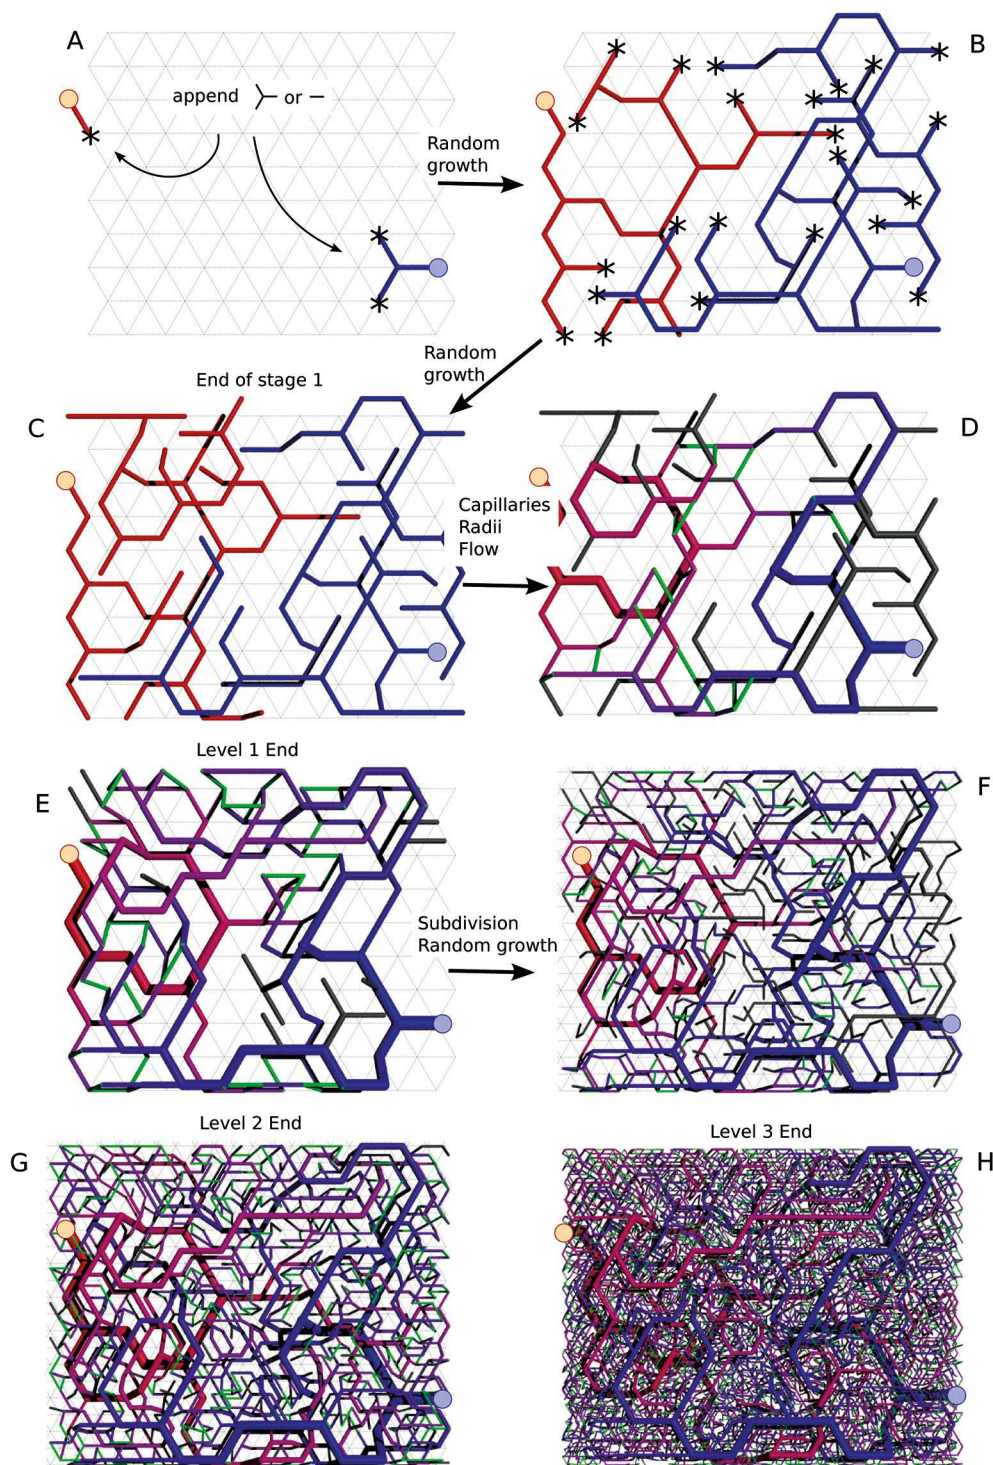 A
append or
B
Random
growth
Random
growth
End of stage 1
C
D
Capillaries
Radii
Flow
Level 1 End
E
F
Subdivision
Random growth
Level 2 End
Level 3 End
G
H